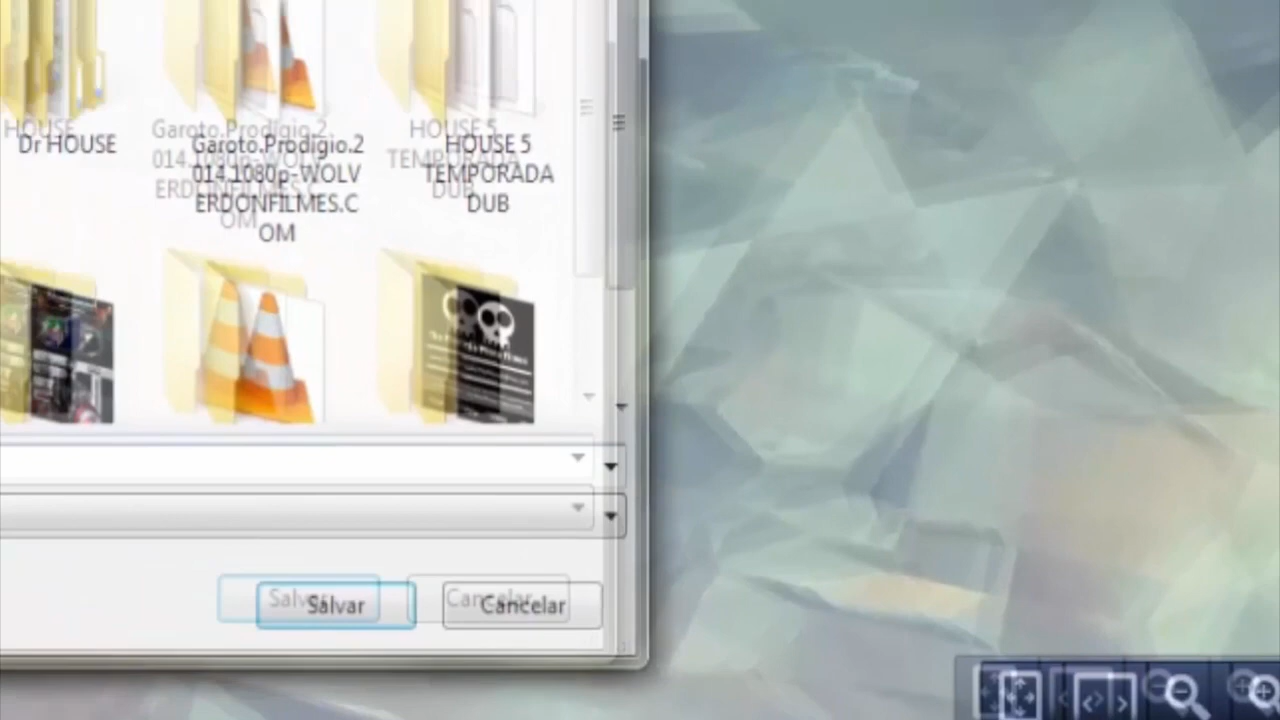 Dr HOUSE
Garoto.Prodigio.2
014.1080p-WOLV
ERDONFILMES.C
OM
HOUSE 5
TEMPORADA
DUB
Salvar
Cancelar